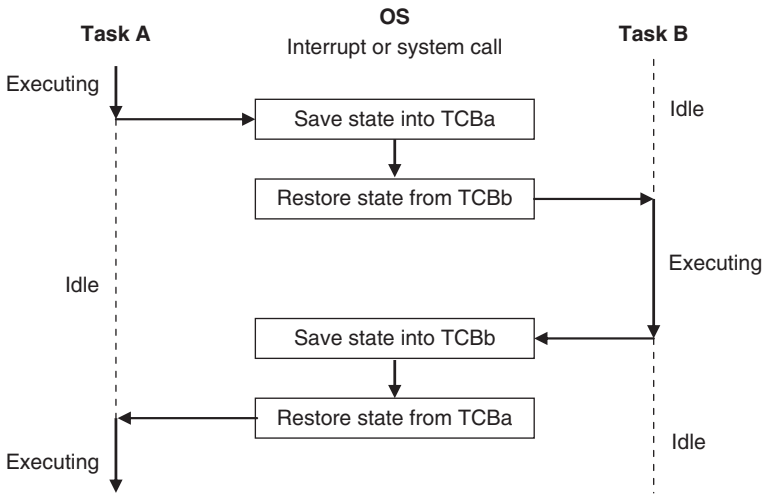 OS
Task A
Task B
Interrupt or system call
Executing
Save state into TCBa
Idle
Restore state from TCBb
Executing
Idle
Save state into TCBb
Restore state from TCBa
Idle
Executing